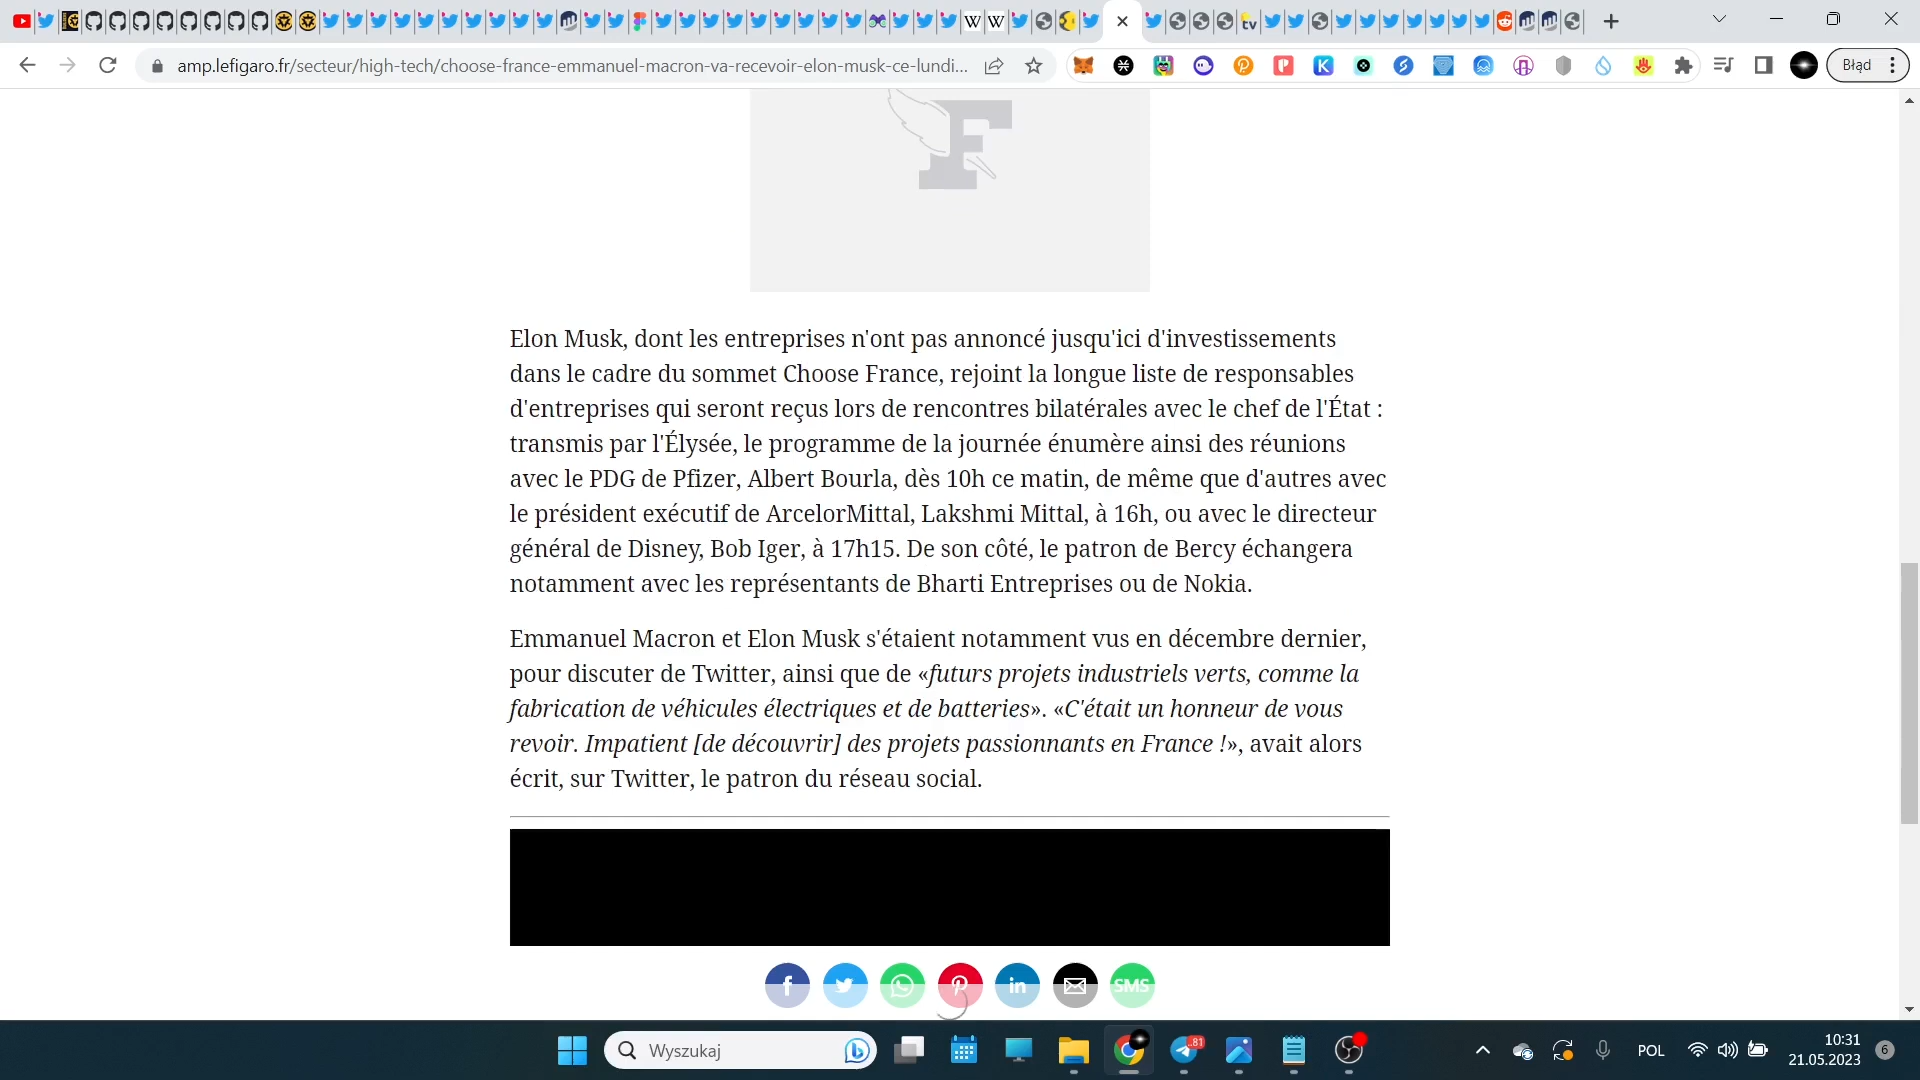 amp.lefigaro.fr/secteur/high-tech/choose-france-emmanuel-macron-va-recevoir-elon-musk-ce-lundi...
Błąd
F
Elon Musk, dont les entreprises n'ont pas annoncé jusqu'ici d'investissements
dans le cadre du sommet Choose France, rejoint la longue liste de responsables
d'entreprises qui seront reçus lors de rencontres bilatérales avec le chef de l'État :
transmis par l'Élysée, le programme de la journée énumère ainsi des réunions
avec le PDG de Pfizer, Albert Bourla, dès 10h ce matin, de même que d'autres avec
le président exécutif de ArcelorMittal, Lakshmi Mittal, à 16h, ou avec le directeur
général de Disney, Bob Iger, à 17h15. De son côté, le patron de Bercy échangera
notamment avec les représentants de Bharti Entreprises ou de Nokia.
Emmanuel Macron et Elon Musk s'étaient notamment vus en décembre dernier,
pour discuter de Twitter, ainsi que de «futurs projets industriels verts, comme la
fabrication de véhicules électriques et de batteries». «C'était un honneur de vous
revoir. Impatient [de découvrir] des projets passionnants en France !», avait alors
écrit, sur Twitter, le patron du réseau social.
SMS
Wyszukaj
81
POL
10:31
21.05.2023
6